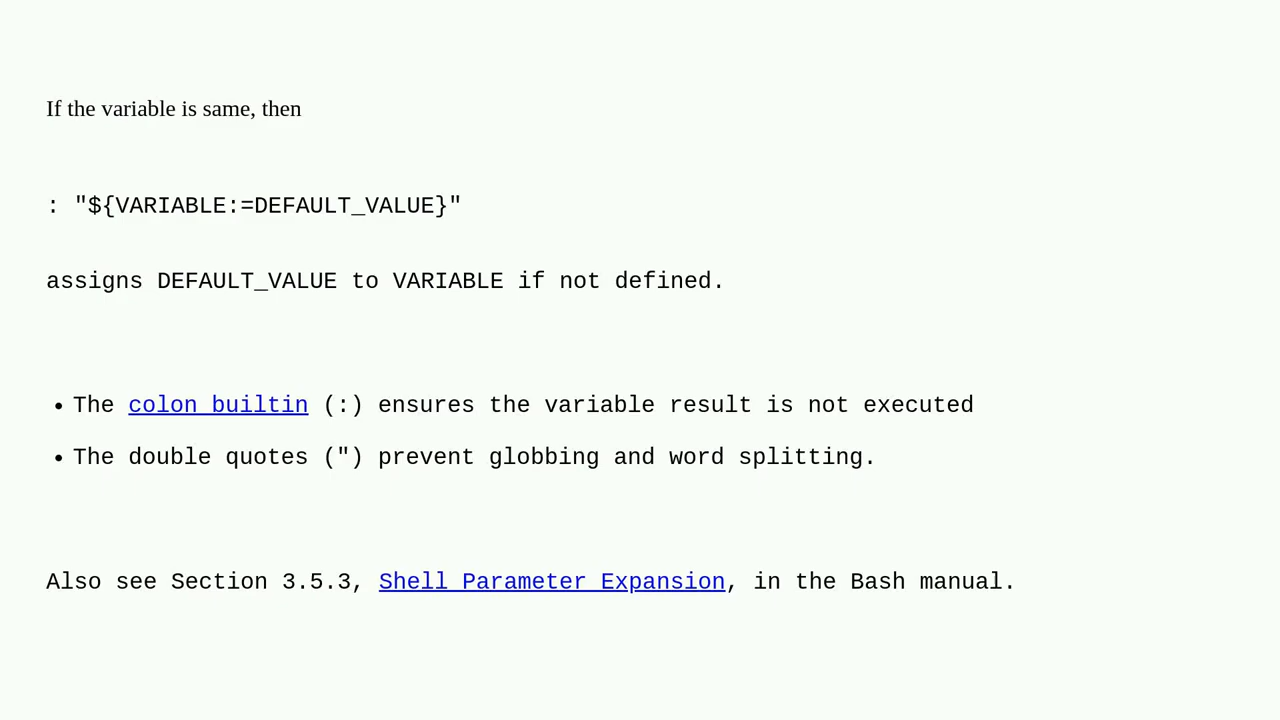 If the variable is same, then
: "${VARIABLE:=DEFAULT_VALUE}"
assigns DEFAULT_VALUE to VARIABLE if not defined.
• The colon builtin (:) ensures the variable result is not executed
• The double quotes (") prevent globbing and word splitting.
Also see Section 3.5.3, Shell Parameter Expansion, in the Bash manual.